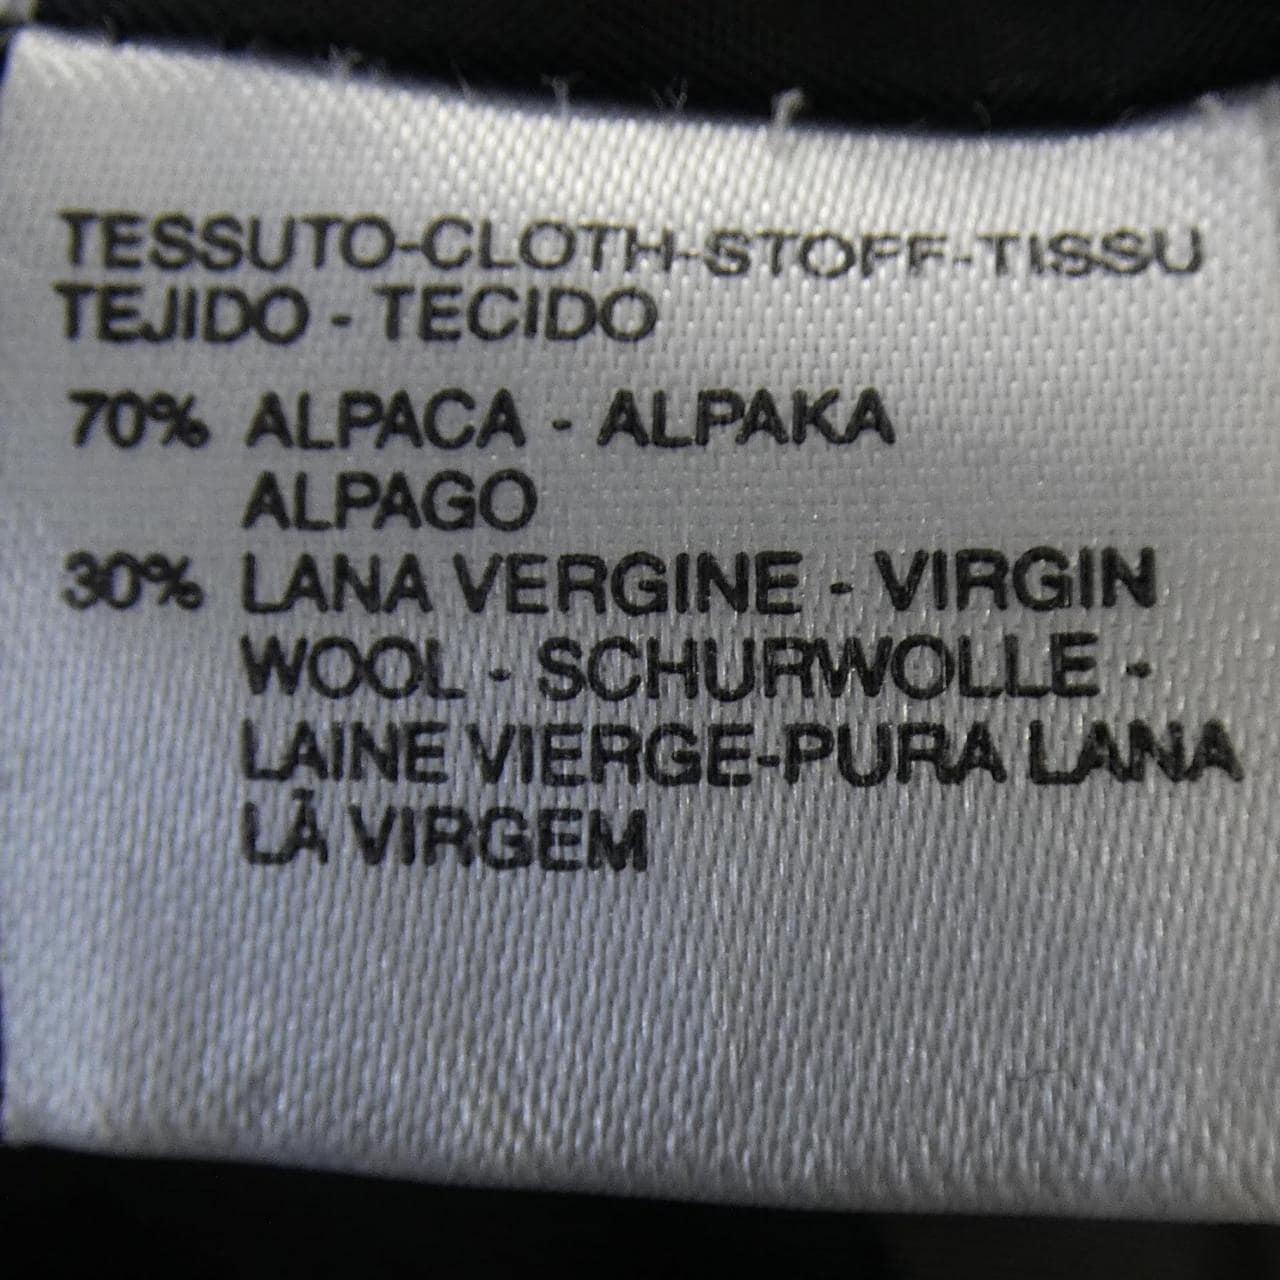 TESSUTO-CLOTH-STOFF-TISSU
TEJIDO - TECIDO
70% ALPACA - ALPAKA
ALPAGO
30% LANA VERGINE - VIRGIN
WOOL - SCHURWOLLE -
LAINE VIERGE-PURA LANA
LÃ VIRGEM